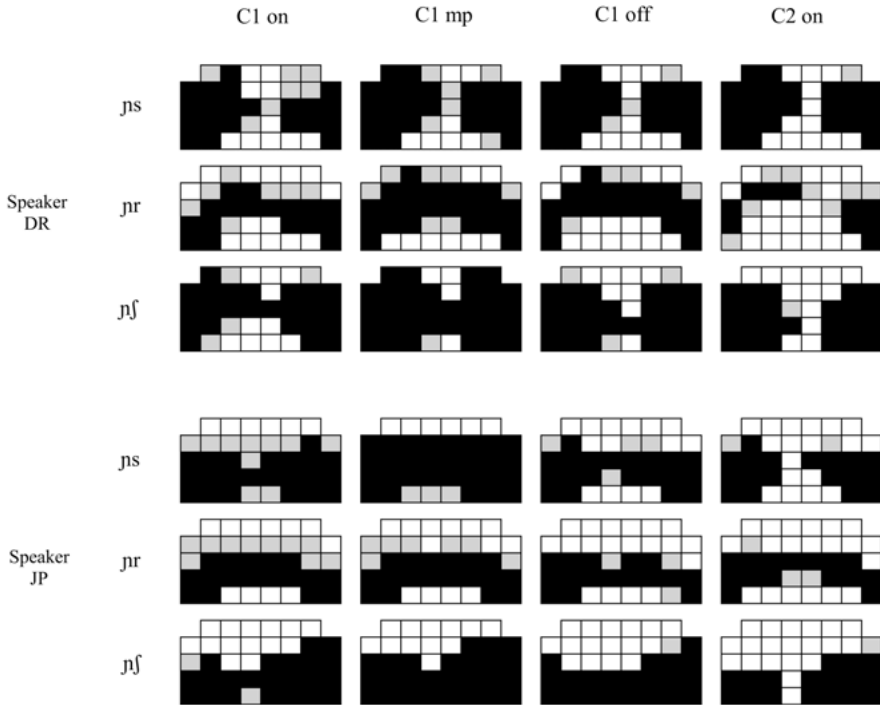 C1 on C1 mp C1 off C2 on
ɲs
Speaker
DR
ɲr
ɲʃ
ɲs
Speaker
JP
ɲr
ɲʃ